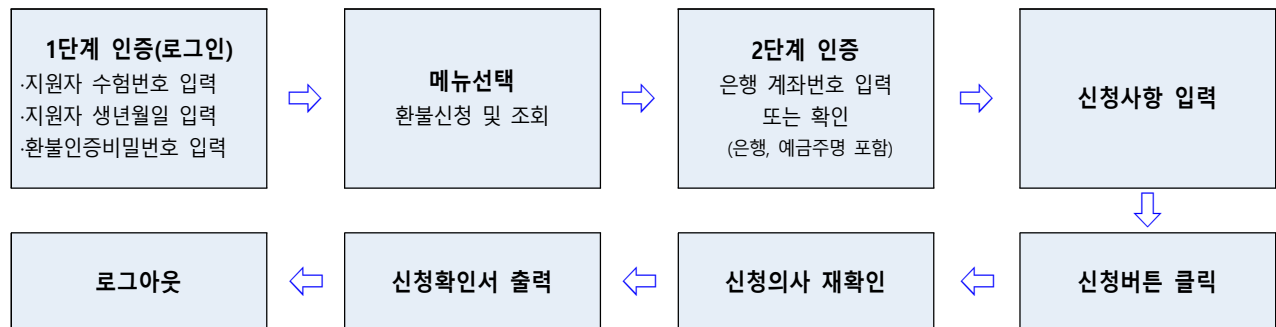 1단계 인증(로그인)
·지원자 수험번호 입력
·지원자 생년월일 입력
·환불인증비밀번호 입력
메뉴선택
환불신청 및 조회
2단계 인증
은행 계좌번호 입력
또는 확인
(은행, 예금주명 포함)
신청사항 입력
신청버튼 클릭
신청의사 재확인
신청확인서 출력
로그아웃